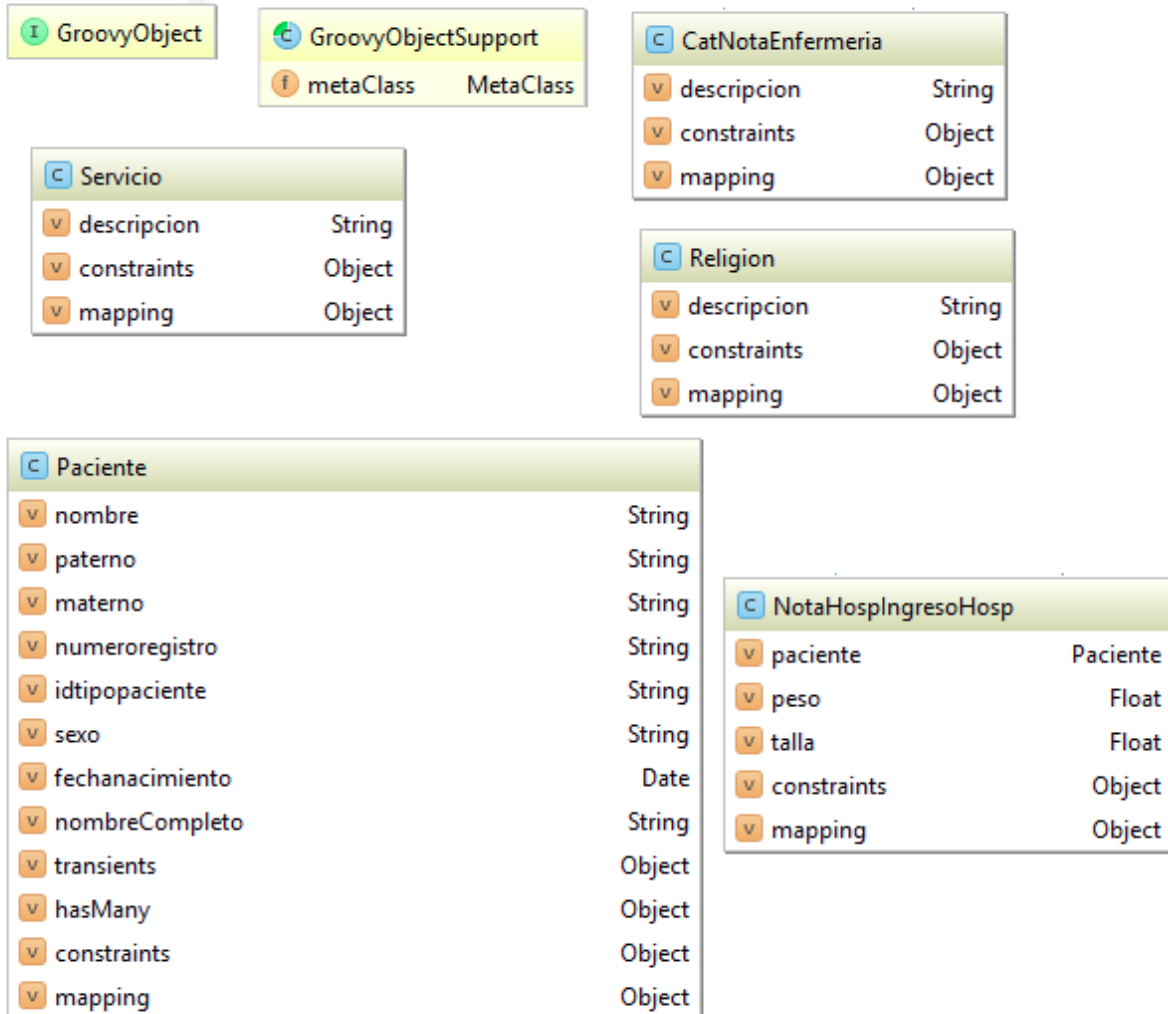 I GroovyObject
C GroovyObjectSupport
f metaClass MetaClass
C CatNotaEnfermeria
v descripcion String
v constraints Object
v mapping Object
C Servicio
v descripcion String
v constraints Object
v mapping Object
C Religion
v descripcion String
v constraints Object
v mapping Object
C Paciente
v nombre String
v paterno String
v materno String
v numeroregistro String
v idtipopaciente String
v sexo String
v fechanacimiento Date
v nombreCompleto String
v transients Object
v hasMany Object
v constraints Object
v mapping Object
C NotaHospIngresoHosp
v paciente Paciente
v peso Float
v talla Float
v constraints Object
v mapping Object